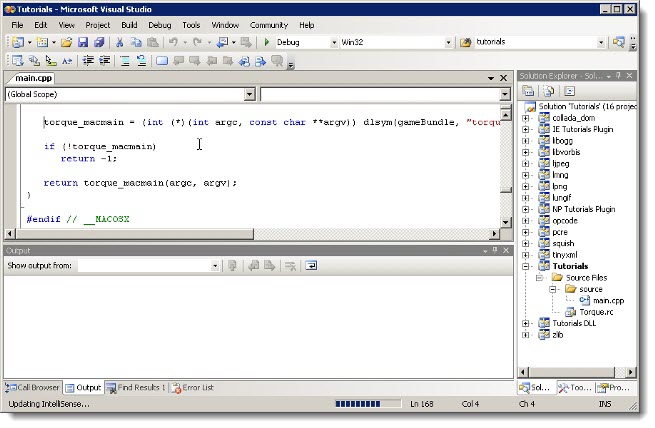 Tutorials - Microsoft Visual Studio
File Edit View Project Build Debug Tools Window Community Help
Debug Win32 tutorials
main.cpp
(Global Scope)
torque_macmain = (int (*)(int argc, const char **argv)) dlsym(gameBundle, "torqu
if (!torque_macmain)
return -1;
return torque_macmain(argc, argv);
}
#endif // __MACOSX
Output
Show output from:
Call Browser Output Find Results 1 Error List
Solution Explorer - Sol...
Solution 'Tutorials' (16 projec
collada_dom
IE Tutorials Plugin
libogg
libvorbis
ljpeg
lmng
lpng
lungif
NP Tutorials Plugin
opcode
pcre
squish
tinyxml
Tutorials
Source Files
source
main.cpp
Torque.rc
Tutorials DLL
zlib
Sol... Too... Pro...
Updating IntelliSense... Ln 168 Col 4 Ch 4 INS